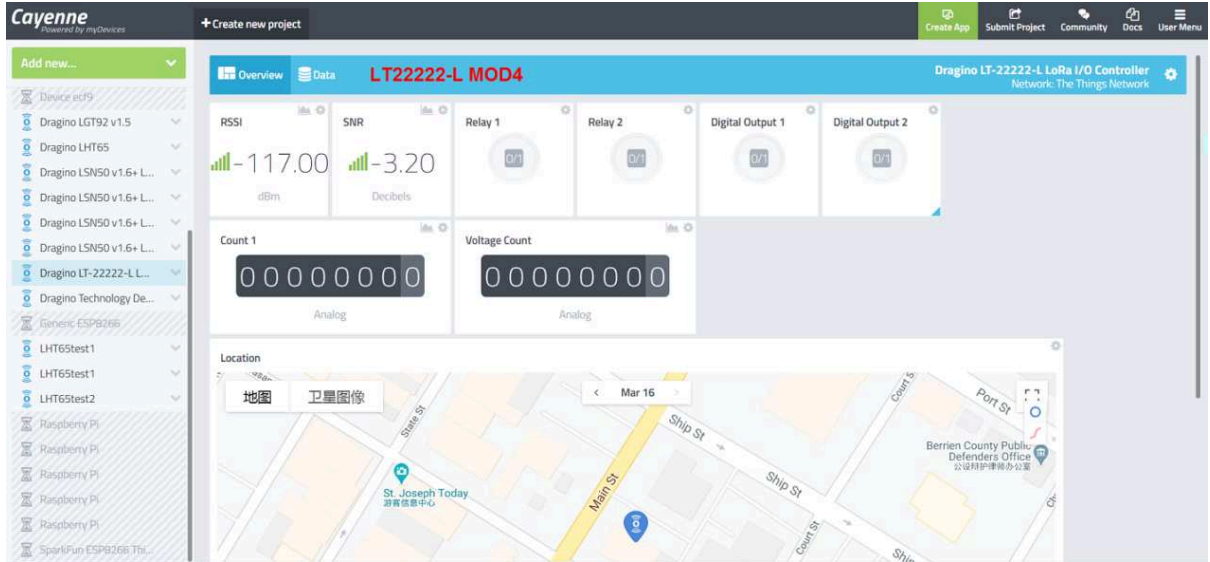 Cayenne
Powered by myDevices
+ Create new project
Create App
Submit Project
Community
Docs
User Menu
Add new...
Device ecf9
Dragino LGT92 v1.5
Dragino LHT65
Dragino LSN50 v1.6+ L...
Dragino LSN50 v1.6+ L...
Dragino LSN50 v1.6+ L...
Dragino LSN50 v1.6+ L...
Dragino LT-22222-L L...
Dragino Technology De...
Generic ESP8266
LHT65test1
LHT65test1
LHT65test2
Raspberry Pi
Raspberry Pi
Raspberry Pi
Raspberry Pi
Raspberry Pi
SparkFun ESP8266 Thi...
Overview
Data
LT22222-L MOD4
Dragino LT-22222-L LoRa I/O Controller
Network: The Things Network
RSSI
-117.00
dBm
SNR
-3.20
Decibels
Relay 1
0/1
Relay 2
0/1
Digital Output 1
0/1
Digital Output 2
0/1
Count 1
00000000
Analog
Voltage Count
00000000
Analog
Location
地图
卫星图像
< Mar 16 >
State St
Ship St
Main St
Ship St
Court St
Court St
Port St
Ship
St. Joseph Today
游客信息中心
Berrien County Public
Defenders Office
公设辩护律师办公室